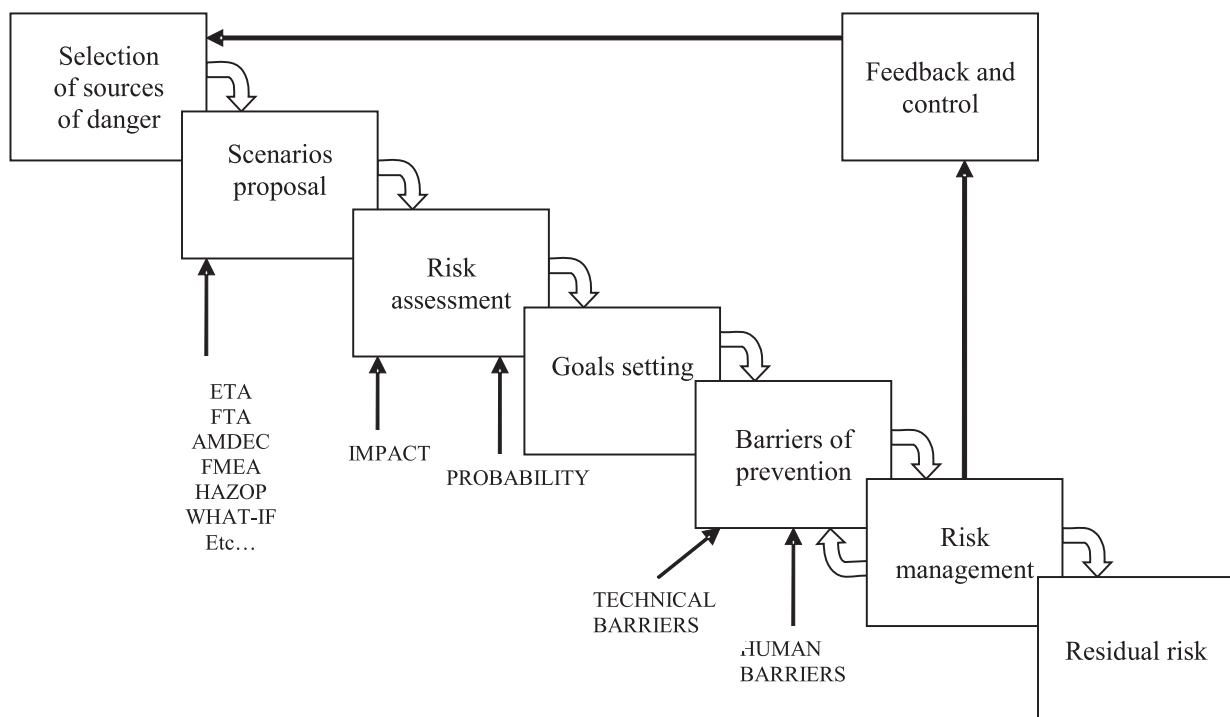 Selection
of sources
of danger
Feedback and
control
Scenarios
proposal
Risk
assessment
Goals setting
Barriers of
prevention
Risk
management
Residual risk
ETA
FTA
AMDEC
FMEA
HAZOP
WHAT-IF
Etc…
IMPACT
PROBABILITY
TECHNICAL
BARRIERS
HUMAN
BARRIERS